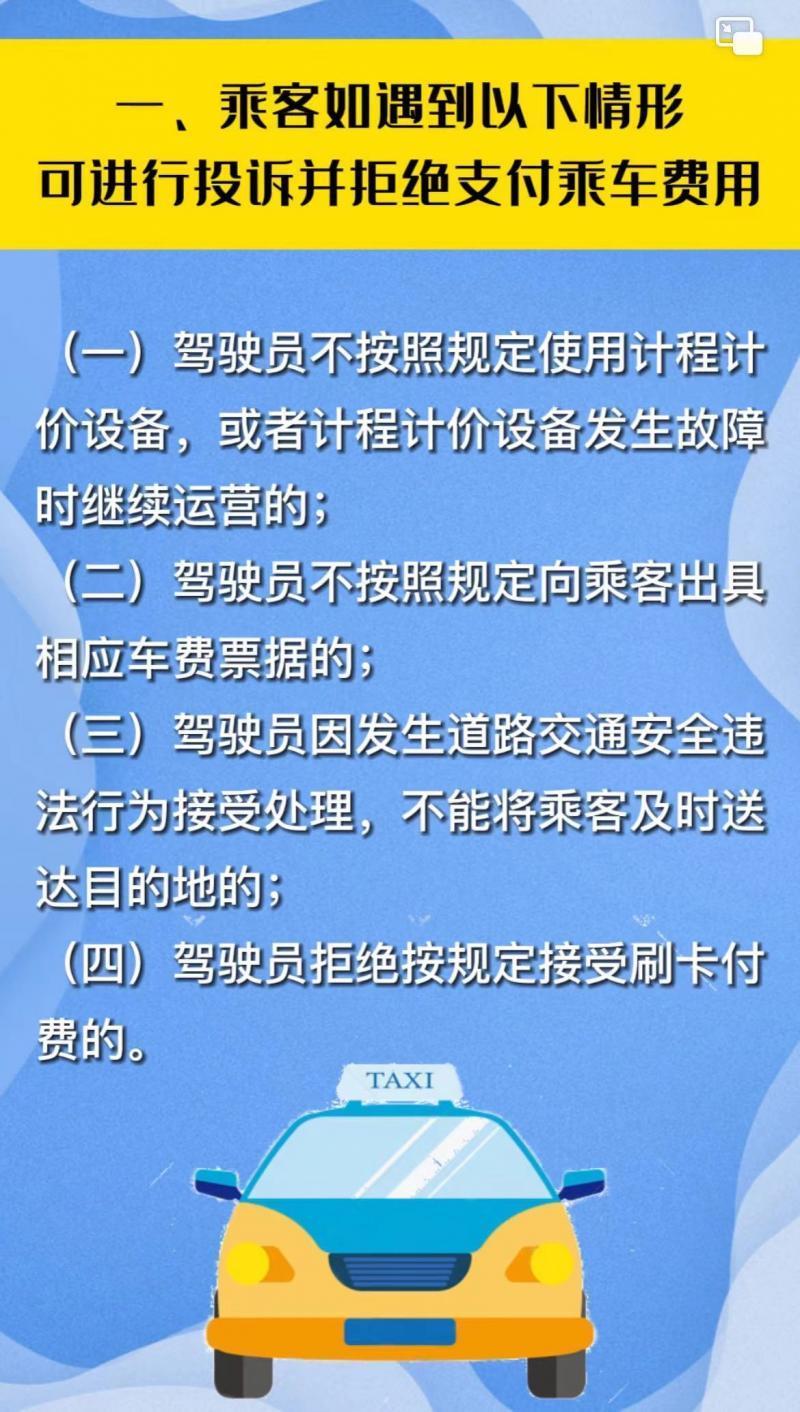 一、乘客如遇到以下情形
可进行投诉并拒绝支付乘车费用
（一）驾驶员不按照规定使用计程计
价设备，或者计程计价设备发生故障
时继续运营的；
（二）驾驶员不按照规定向乘客出具
相应车费票据的；
（三）驾驶员因发生道路交通安全违
法行为接受处理，不能将乘客及时送
达目的地的；
（四）驾驶员拒绝按规定接受刷卡付
费的。
TAXI